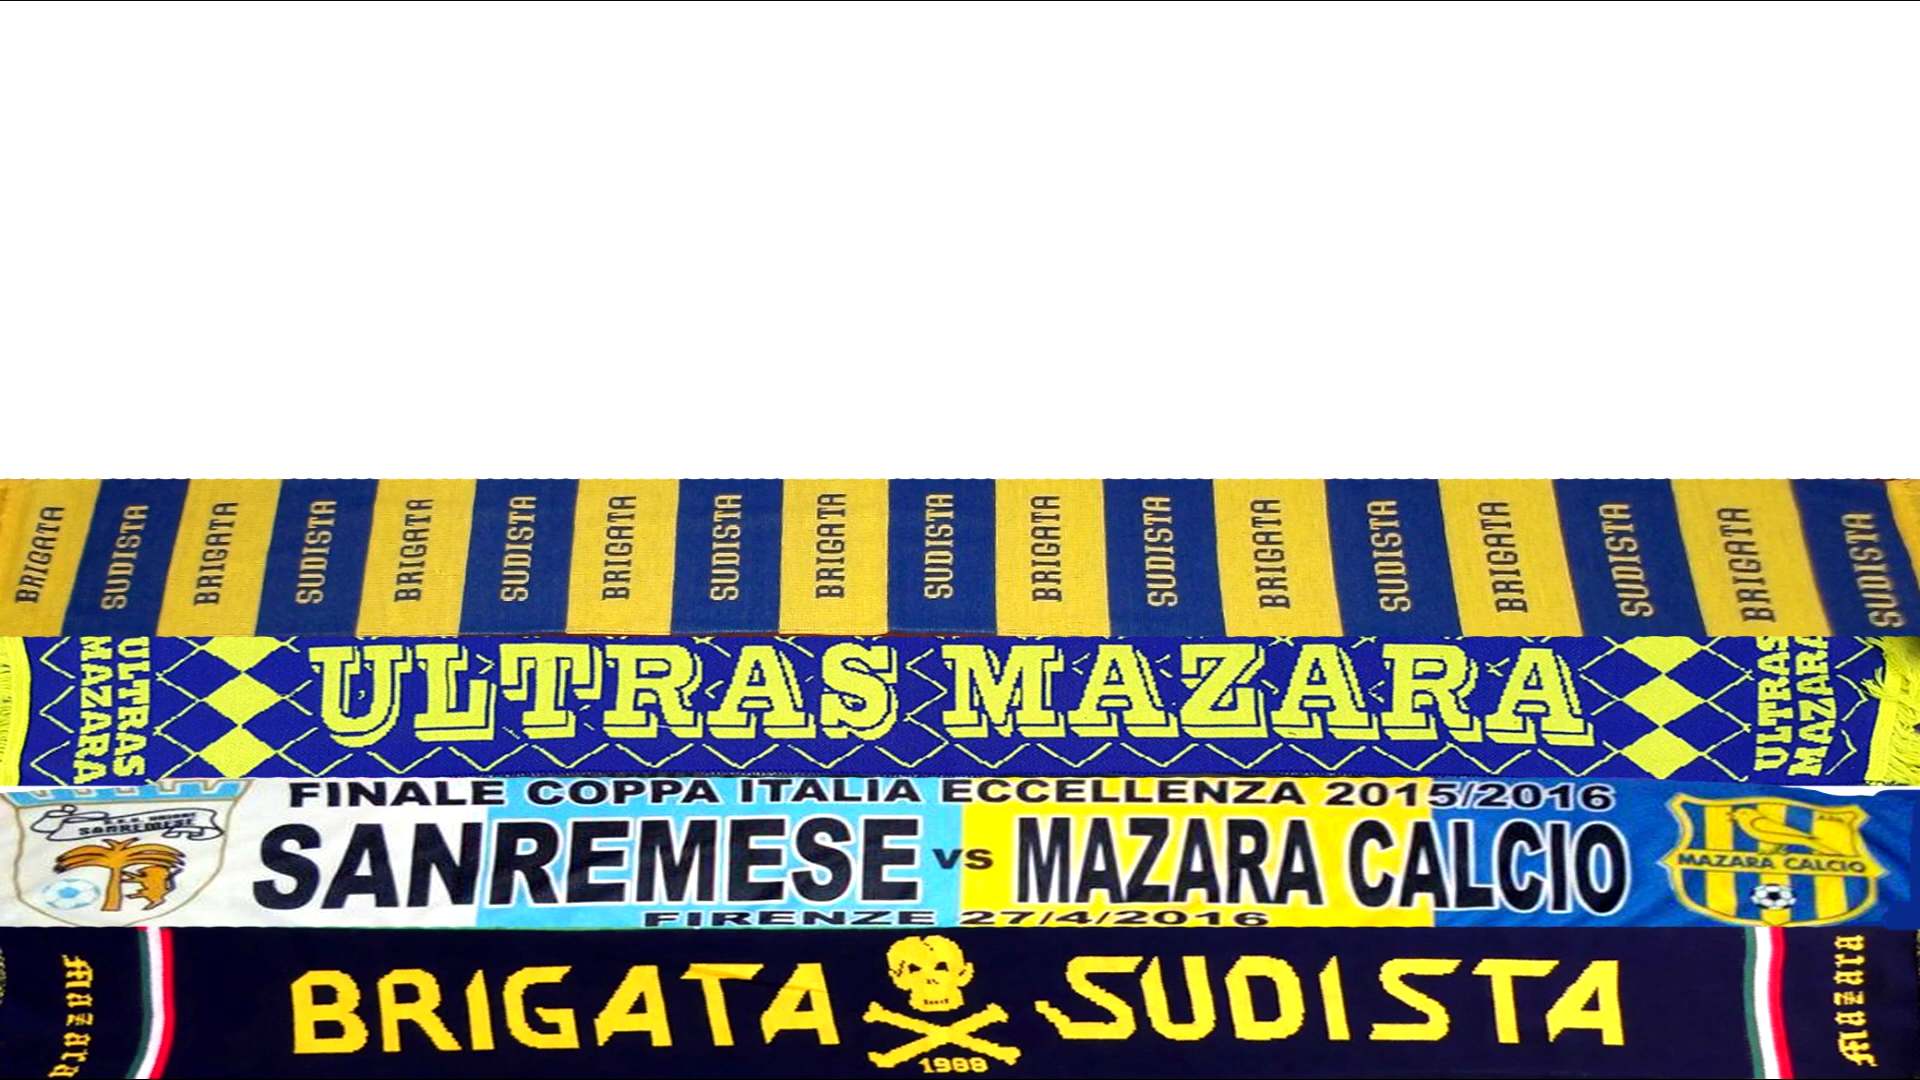 BRIGATA SUDISTA BRIGATA SUDISTA BRIGATA SUDISTA BRIGATA SUDISTA BRIGATA SUDISTA BRIGATA SUDISTA BRIGATA SUDISTA BRIGATA SUDISTA BRIGATA SUDISTA
ULTRAS MAZARA
ULTRAS MAZARA
ULTRAS MAZARA
FINALE COPPA ITALIA ECCELLENZA 2015/2016
SANREMESE
SANREMESE vs MAZARA CALCIO
MAZARA CALCIO
FIRENZE 27/4/2016
Mazara
BRIGATA SUDISTA
1988
Mazara